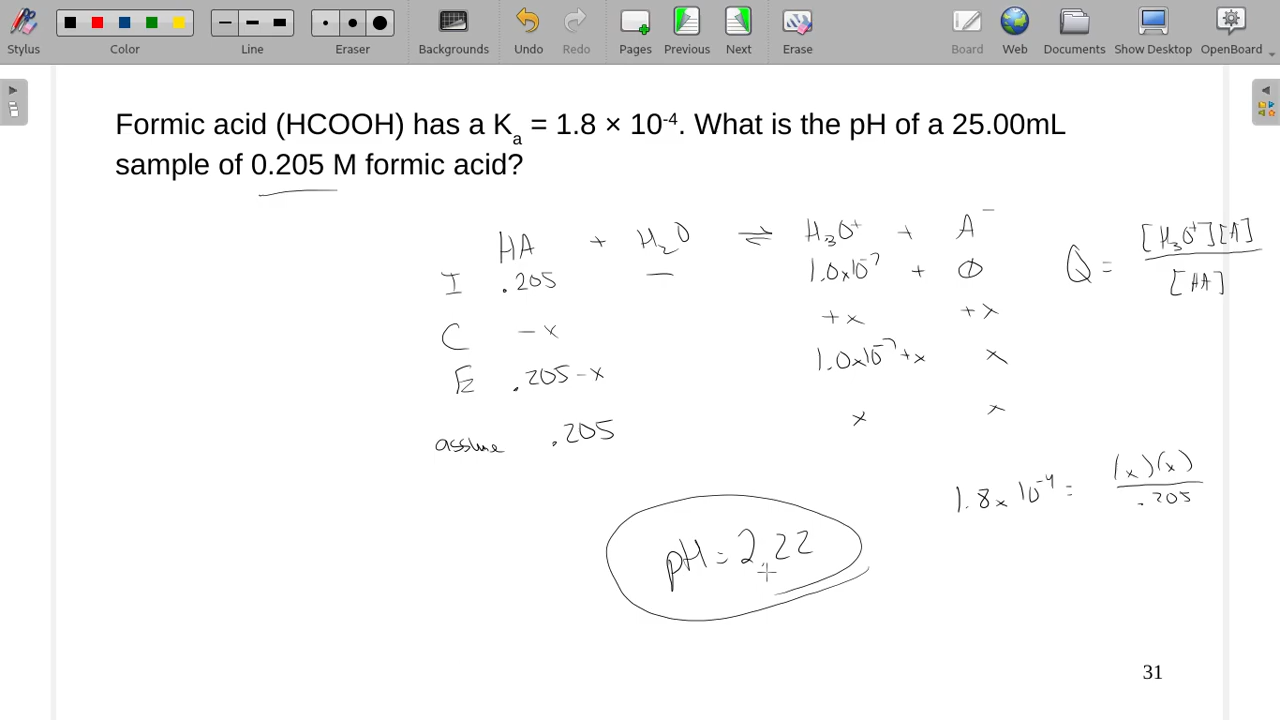 Stylus Color Line Eraser Backgrounds Undo Redo Pages Previous Next Erase Board Web Documents Show Desktop OpenBoard
Formic acid (HCOOH) has a Kₐ = 1.8 × 10⁻⁴. What is the pH of a 25.00mL
sample of 0.205 M formic acid?
HA + H₂O ⇌ H₃O⁺ + A⁻
I .205 — 1.0x10⁻⁷ + 0
C -x +x +x
E .205-x 1.0x10⁻⁷+x x
assume .205 x x
Q = [H₃O⁺][A⁻] / [HA]
1.8x10⁻⁴ = (x)(x) / .205
pH = 2.22
31